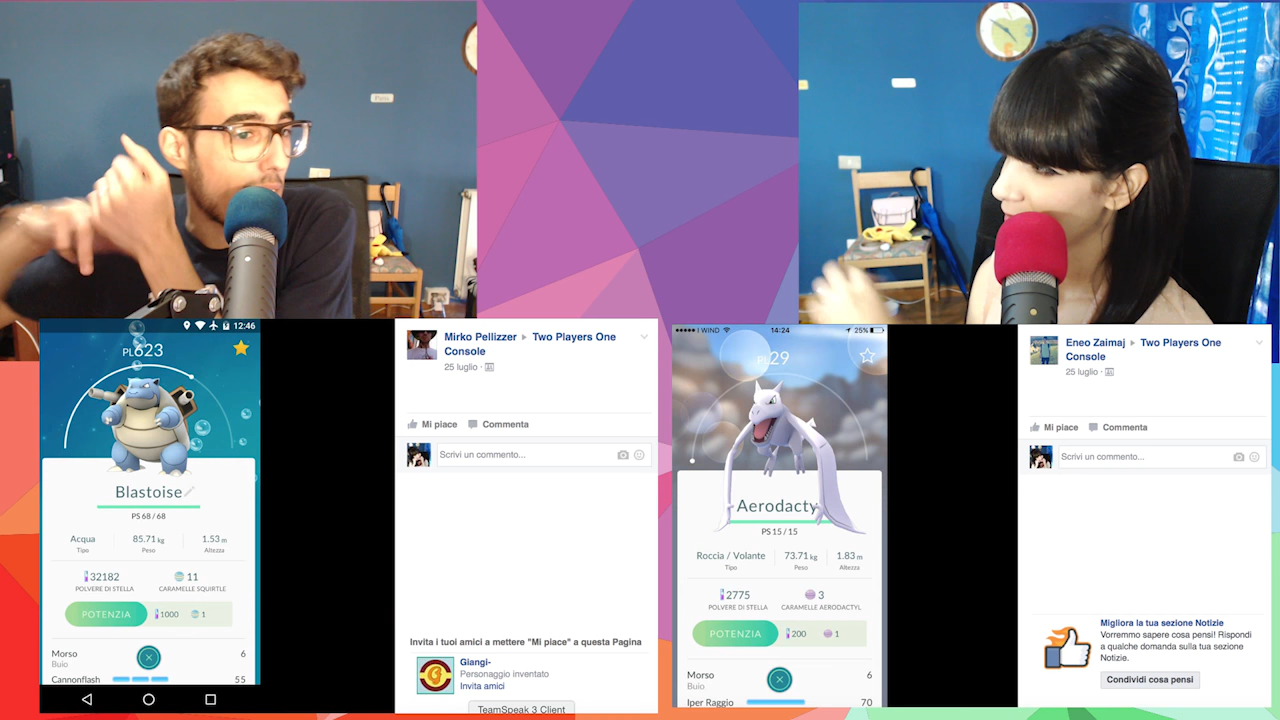 12:46
PL623
Blastoise
PS 68 / 68
Acqua
Tipo
85.71 kg
Peso
1.53 m
Altezza
32182
POLVERE DI STELLA
11
CARAMELLE SQUIRTLE
POTENZIA
1000
1
Morso
6
Buio
Cannonflash
55
Mirko Pellizzer ▸ Two Players One
Console
25 luglio ·
Mi piace
Commenta
Scrivi un commento...
Invita i tuoi amici a mettere "Mi piace" a questa Pagina
Giangi-
Personaggio inventato
Invita amici
TeamSpeak 3 Client
WIND
14:24
25%
PL29
Aerodacty
PS 15 / 15
Roccia / Volante
Tipo
73.71 kg
Peso
1.83 m
Altezza
2775
POLVERE DI STELLA
3
CARAMELLE AERODACTYL
POTENZIA
200
1
Morso
6
Buio
Iper Raggio
70
Eneo Zaimaj ▸ Two Players One
Console
25 luglio ·
Mi piace
Commenta
Scrivi un commento...
Migliora la tua sezione Notizie
Vorremmo sapere cosa pensi! Rispondi
a qualche domanda sulla tua sezione
Notizie.
Condividi cosa pensi